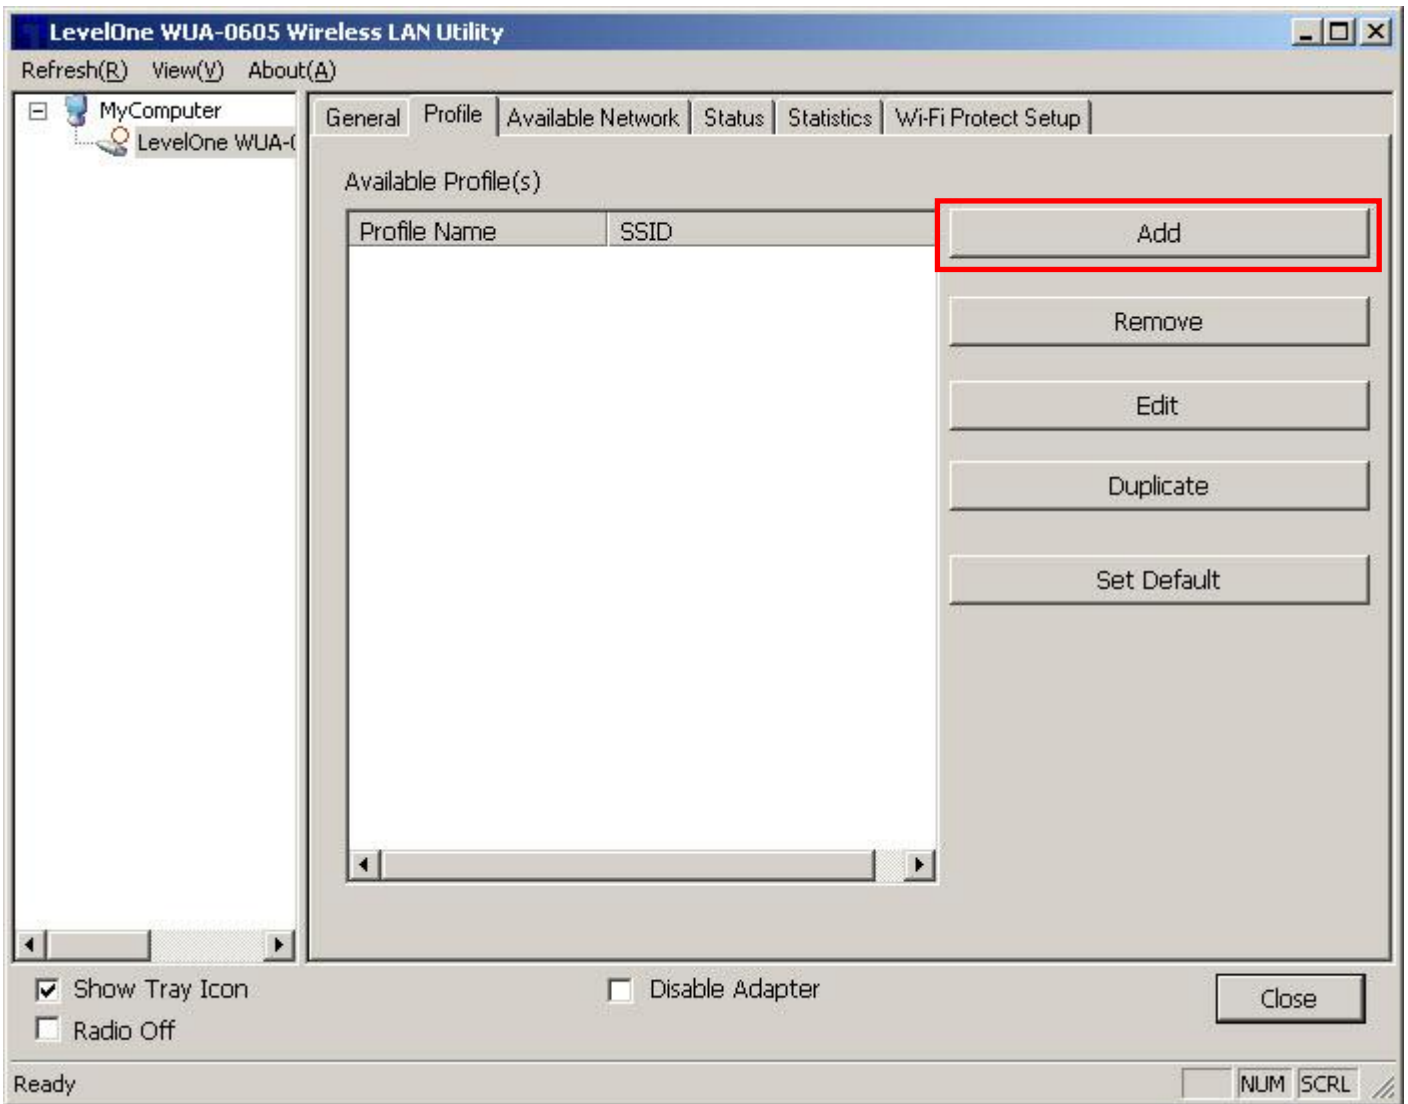 LevelOne WUA-0605 Wireless LAN Utility
Refresh(R) View(V) About(A)
MyComputer
LevelOne WUA-
General Profile Available Network Status Statistics Wi-Fi Protect Setup
Available Profile(s)
Profile Name SSID
Add
Remove
Edit
Duplicate
Set Default
Show Tray Icon
Disable Adapter
Close
Radio Off
Ready
NUM SCRL